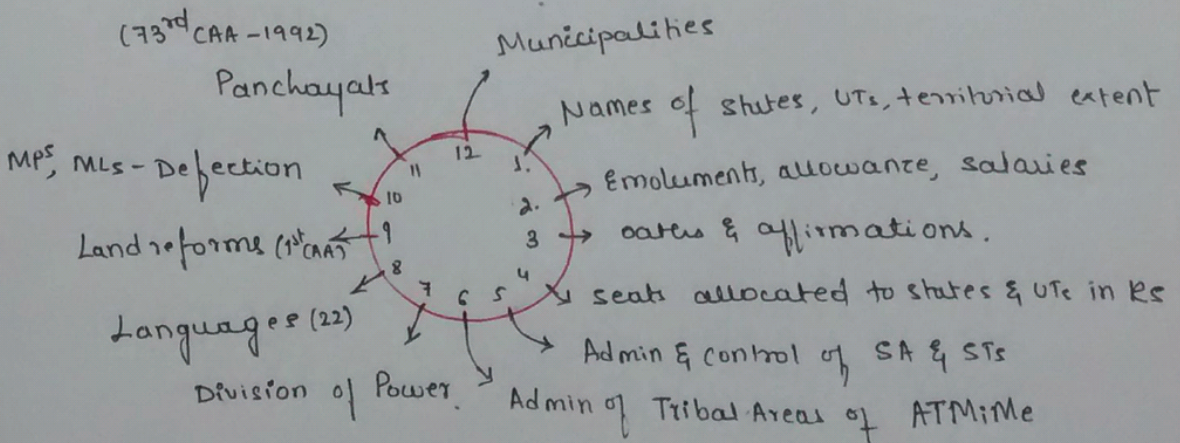 (73rd CAA - 1992)
Municipalities
Panchayats
Names of states, UTs, territorial extent
MPs, MLs - Defection
Emoluments, allowance, salaries
Land reforms (1st CAA)
oaths & affirmations.
seats allocated to states & UTs in RS
Languages (22)
Admin & control of SA & STs
Division of Power.
Admin of Tribal Areas of ATMiMe
12
1.
2.
3
4
5
6
7
8
9
10
11